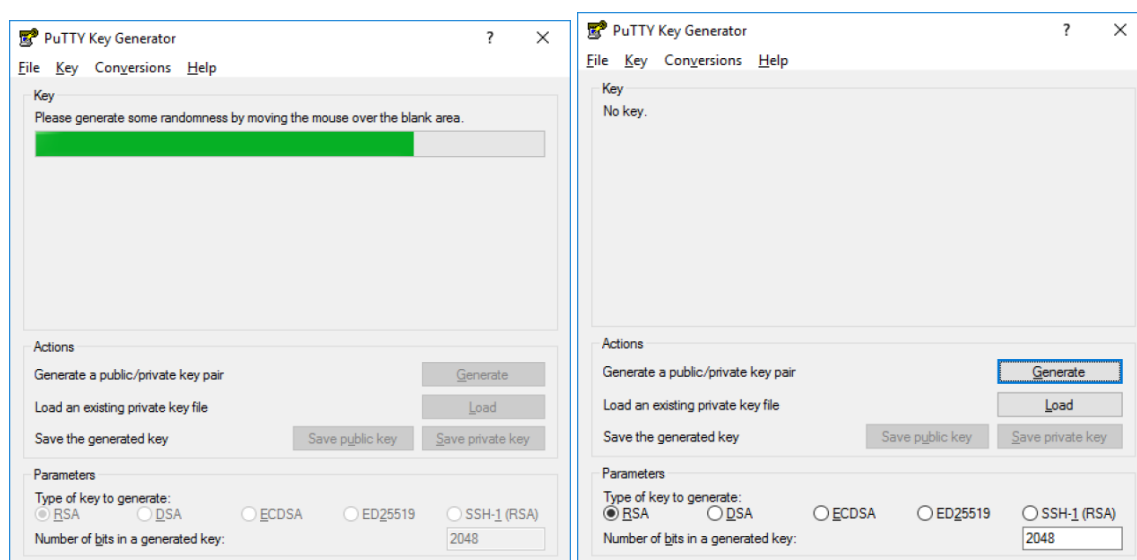 PuTTY Key Generator
?
File Key Conversions Help
Key
Please generate some randomness by moving the mouse over the blank area.
Actions
Generate a public/private key pair
Generate
Load an existing private key file
Load
Save the generated key
Save public key
Save private key
Parameters
Type of key to generate:
RSA DSA ECDSA ED25519 SSH-1 (RSA)
Number of bits in a generated key:
2048
PuTTY Key Generator
?
File Key Conversions Help
Key
No key.
Actions
Generate a public/private key pair
Generate
Load an existing private key file
Load
Save the generated key
Save public key
Save private key
Parameters
Type of key to generate:
RSA DSA ECDSA ED25519 SSH-1 (RSA)
Number of bits in a generated key:
2048